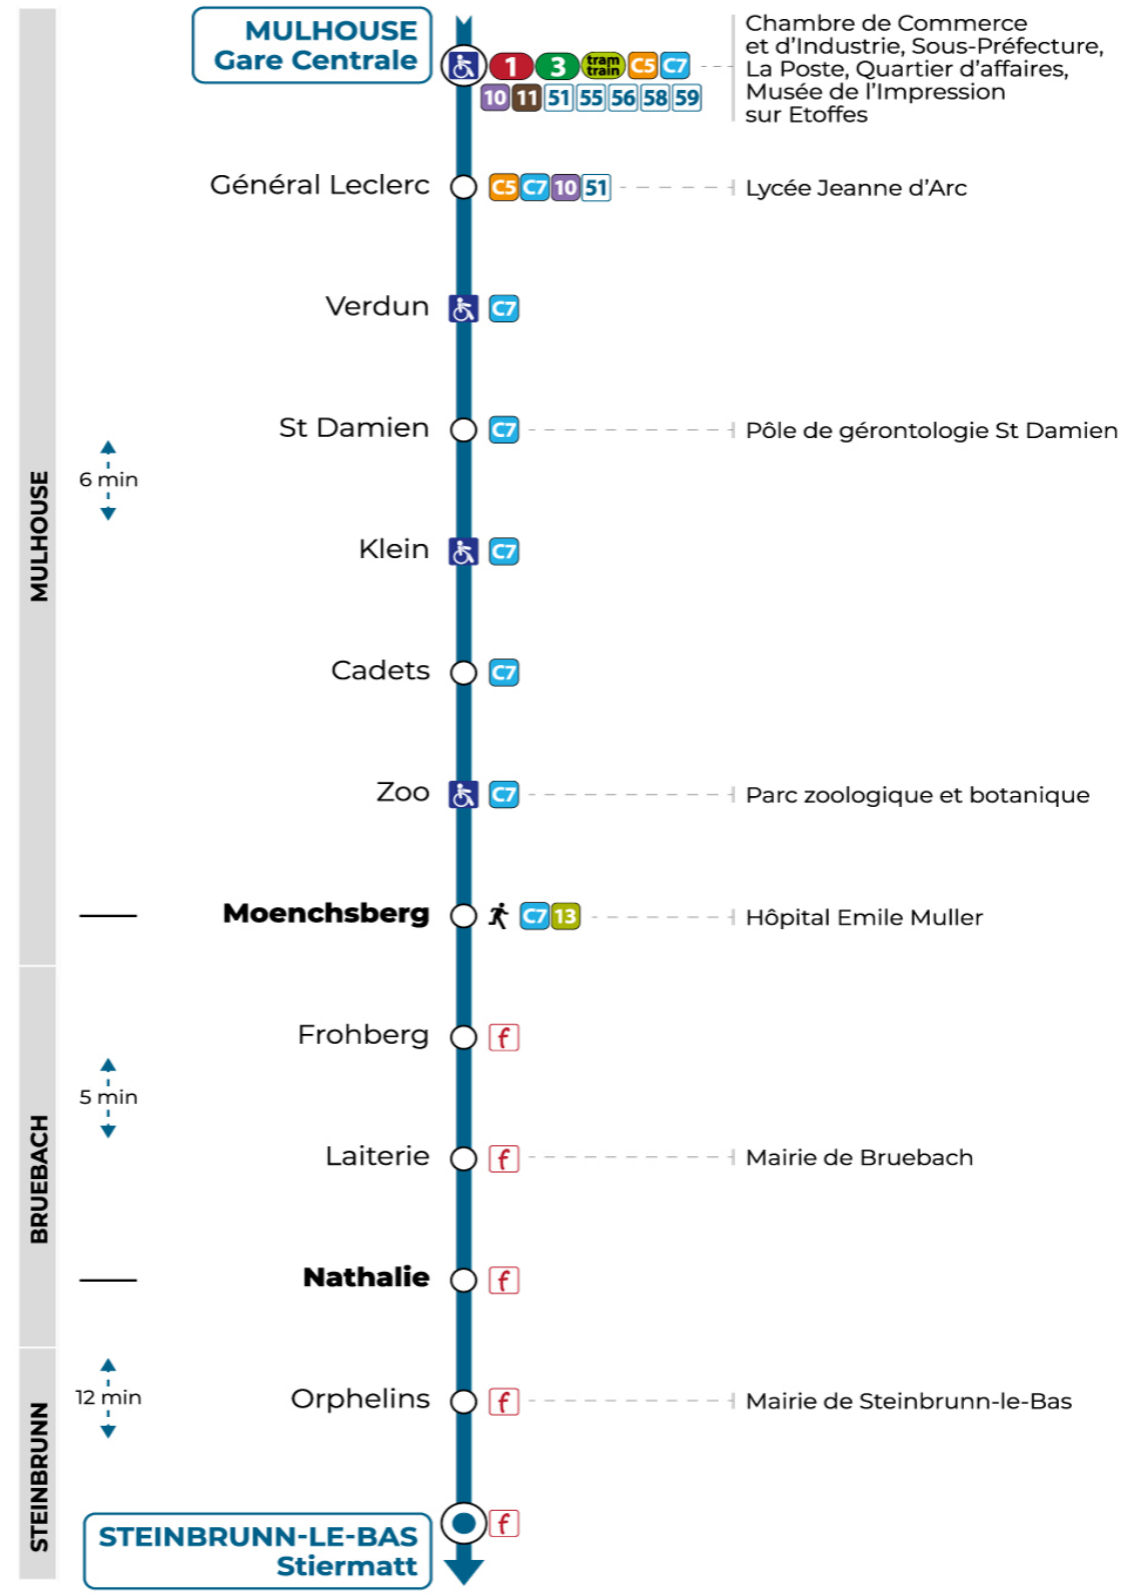 MULHOUSE
Gare Centrale
1 3 tram train C5 C7
10 11 51 55 56 58 59
Chambre de Commerce
et d'Industrie, Sous-Préfecture,
La Poste, Quartier d'affaires,
Musée de l'Impression
sur Etoffes
Général Leclerc C5 C7 10 51 Lycée Jeanne d'Arc
Verdun C7
St Damien C7 Pôle de gérontologie St Damien
6 min
MULHOUSE
Klein C7
Cadets C7
Zoo C7 Parc zoologique et botanique
Moenchsberg C7 13 Hôpital Emile Muller
Frohberg f
5 min
BRUEBACH
Laiterie f Mairie de Bruebach
Nathalie f
12 min
Orphelins f Mairie de Steinbrunn-le-Bas
STEINBRUNN
f
STEINBRUNN-LE-BAS
Stiermatt